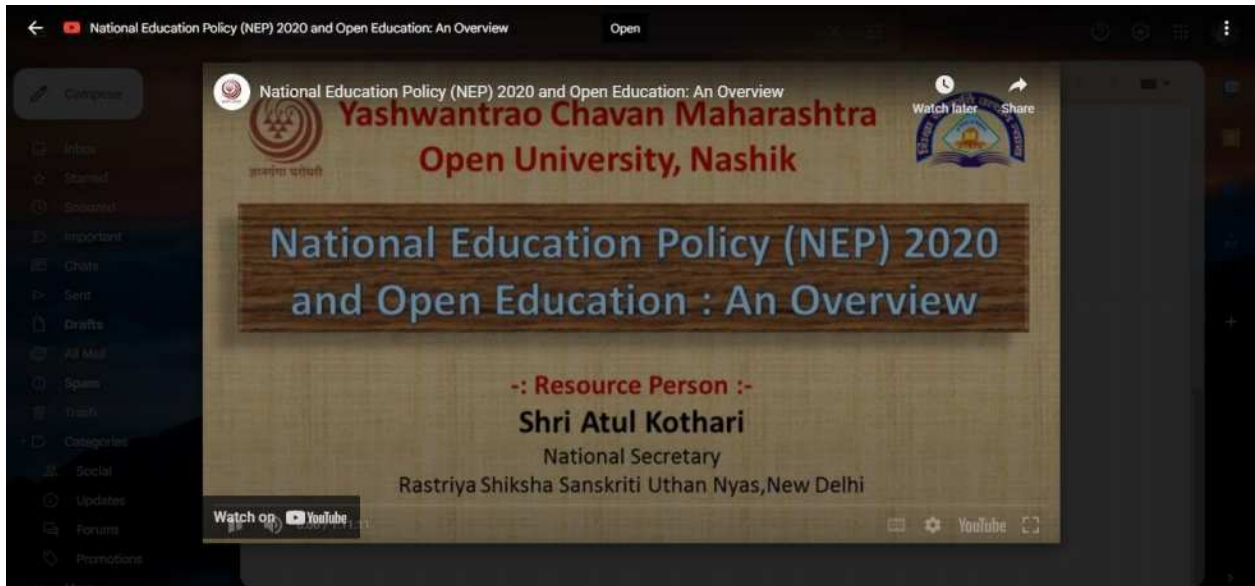 National Education Policy (NEP) 2020 and Open Education: An Overview
Open
National Education Policy (NEP) 2020 and Open Education: An Overview
Watch later
Share
Yashwantrao Chavan Maharashtra
Open University, Nashik
ज्ञानगंगा घरोघरी
National Education Policy (NEP) 2020
and Open Education : An Overview
-: Resource Person :-
Shri Atul Kothari
National Secretary
Rastriya Shiksha Sanskriti Uthan Nyas,New Delhi
Watch on YouTube
YouTube
Compose
Inbox
Starred
Snoozed
Important
Chats
Sent
Drafts
All Mail
Spam
Trash
Categories
Social
Updates
Forums
Promotions